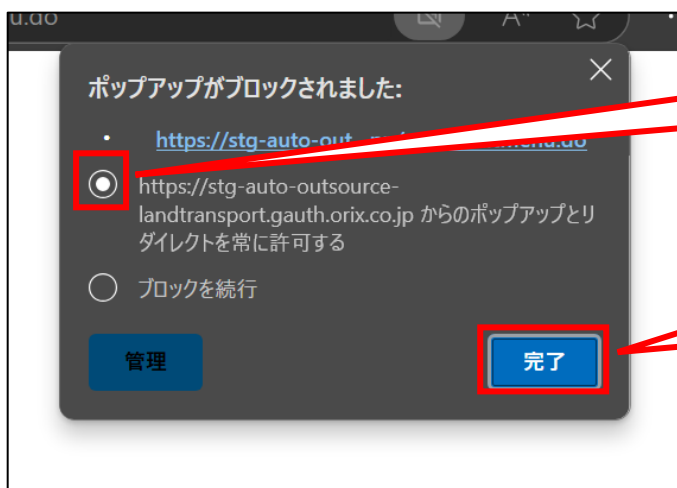 u.do
A
ポップアップがブロックされました:
• https://stg-auto-out
https://stg-auto-outsource-
landtransport.gauth.orix.co.jp からのポップアップとリ
ダイレクトを常に許可する
ブロックを続行
管理
完了